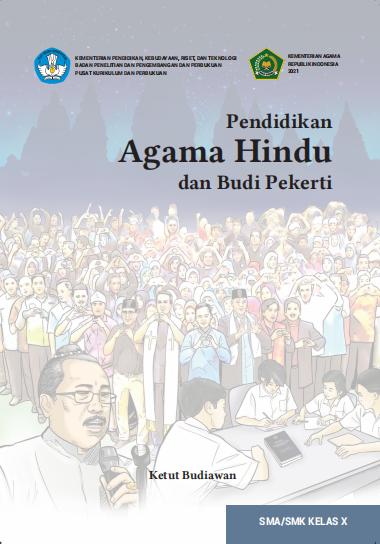 KEMENTERIAN PENDIDIKAN, KEBUDAYAAN, RISET, DAN TEKNOLOGI
BADAN PENELITIAN DAN PENGEMBANGAN DAN PERBUKUAN
PUSAT KURIKULUM DAN PERBUKUAN
KEMENTERIAN AGAMA
REPUBLIK INDONESIA
2021
Pendidikan
Agama Hindu
dan Budi Pekerti
Ketut Budiawan
SMA/SMK KELAS X